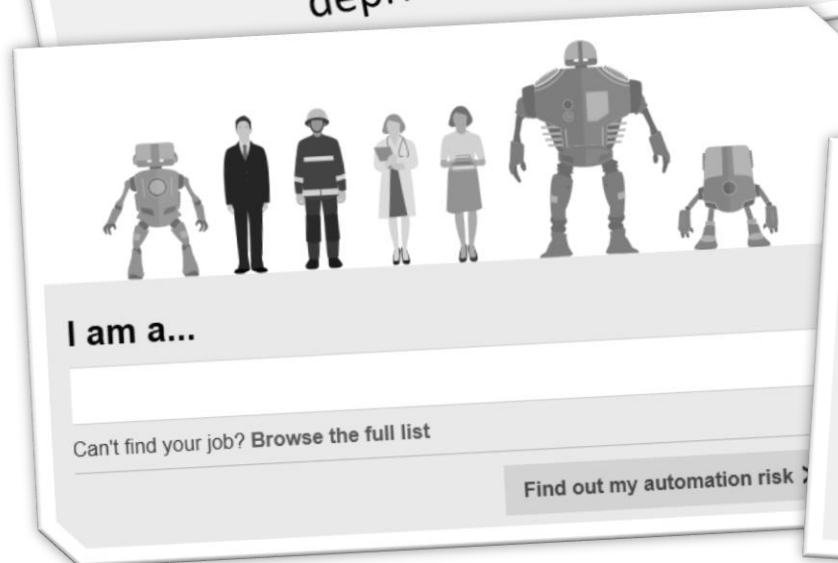 I am a...
Can't find your job? Browse the full list
Find out my automation risk